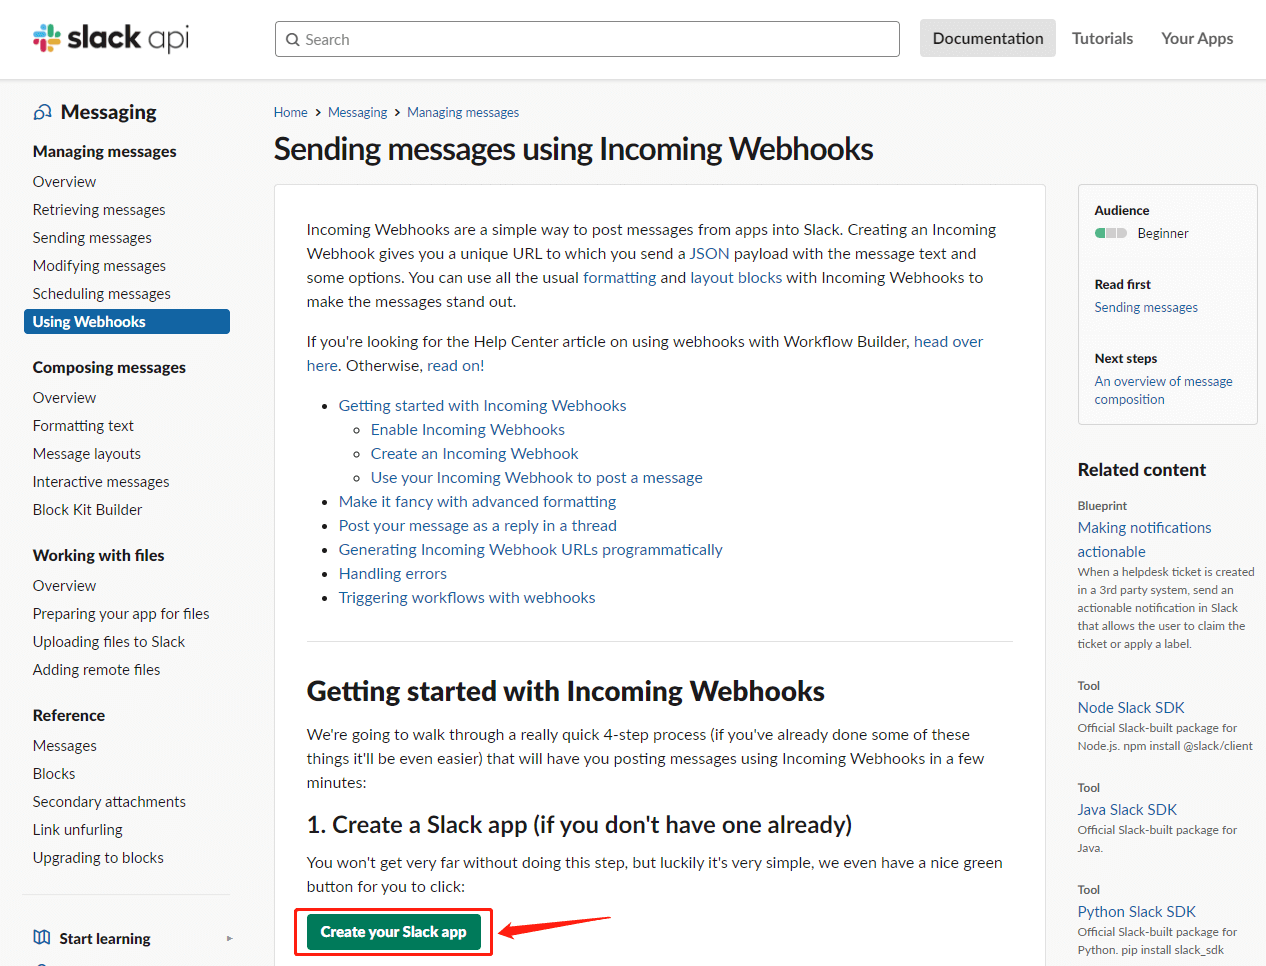 slack api
Search
Documentation
Tutorials
Your Apps
Messaging
Managing messages
Overview
Retrieving messages
Sending messages
Modifying messages
Scheduling messages
Using Webhooks
Composing messages
Overview
Formatting text
Message layouts
Interactive messages
Block Kit Builder
Working with files
Overview
Preparing your app for files
Uploading files to Slack
Adding remote files
Reference
Messages
Blocks
Secondary attachments
Link unfurling
Upgrading to blocks
Start learning
Home > Messaging > Managing messages
Sending messages using Incoming Webhooks
Incoming Webhooks are a simple way to post messages from apps into Slack. Creating an Incoming
Webhook gives you a unique URL to which you send a JSON payload with the message text and
some options. You can use all the usual formatting and layout blocks with Incoming Webhooks to
make the messages stand out.
If you're looking for the Help Center article on using webhooks with Workflow Builder, head over
here. Otherwise, read on!
• Getting started with Incoming Webhooks
◦ Enable Incoming Webhooks
◦ Create an Incoming Webhook
◦ Use your Incoming Webhook to post a message
• Make it fancy with advanced formatting
• Post your message as a reply in a thread
• Generating Incoming Webhook URLs programmatically
• Handling errors
• Triggering workflows with webhooks
Getting started with Incoming Webhooks
We're going to walk through a really quick 4-step process (if you've already done some of these
things it'll be even easier) that will have you posting messages using Incoming Webhooks in a few
minutes:
1. Create a Slack app (if you don't have one already)
You won't get very far without doing this step, but luckily it's very simple, we even have a nice green
button for you to click:
Create your Slack app
Audience
Beginner
Read first
Sending messages
Next steps
An overview of message
composition
Related content
Blueprint
Making notifications
actionable
When a helpdesk ticket is created
in a 3rd party system, send an
actionable notification in Slack
that allows the user to claim the
ticket or apply a label.
Tool
Node Slack SDK
Official Slack-built package for
Node.js. npm install @slack/client
Tool
Java Slack SDK
Official Slack-built package for
Java.
Tool
Python Slack SDK
Official Slack-built package for
Python. pip install slack_sdk